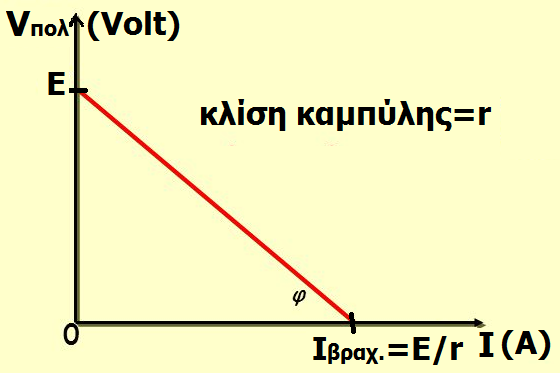 Vπολ (Volt)
E
κλίση καμπύλης=r
φ
0
Iβραχ.=E/r I (A)